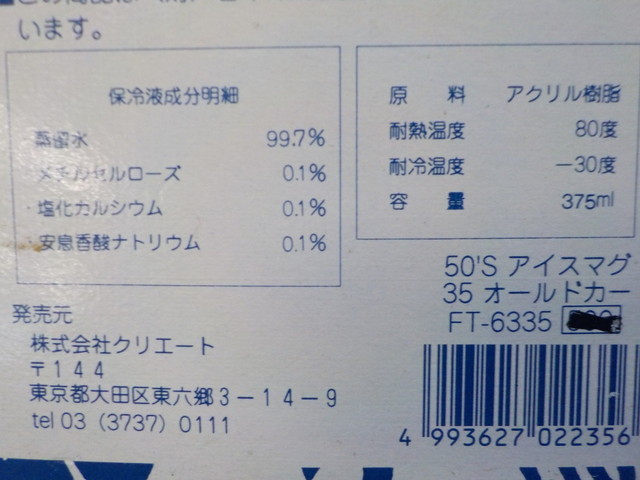 います。
保冷液成分明細
蒸留水 99.7%
メチルセルローズ 0.1%
・塩化カルシウム 0.1%
・安息香酸ナトリウム 0.1%
原 料 アクリル樹脂
耐熱温度 80度
耐冷温度 −30度
容 量 375ml
50'S アイスマグ
35 オールドカー
FT-6335
発売元
株式会社クリエート
〒144
東京都大田区東六郷3−14−9
tel 03 (3737) 0111
4 993627 022356